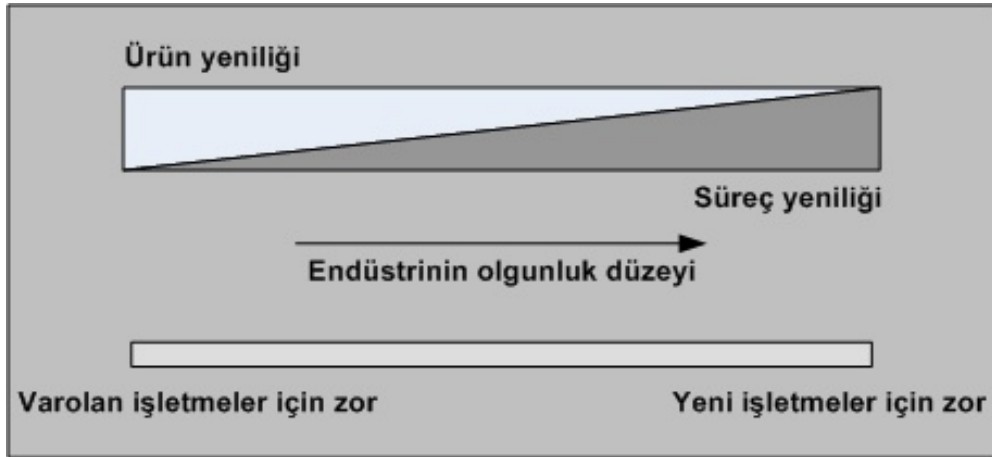 Ürün yeniliği
Süreç yeniliği
Endüstrinin olgunluk düzeyi
Varolan işletmeler için zor
Yeni işletmeler için zor